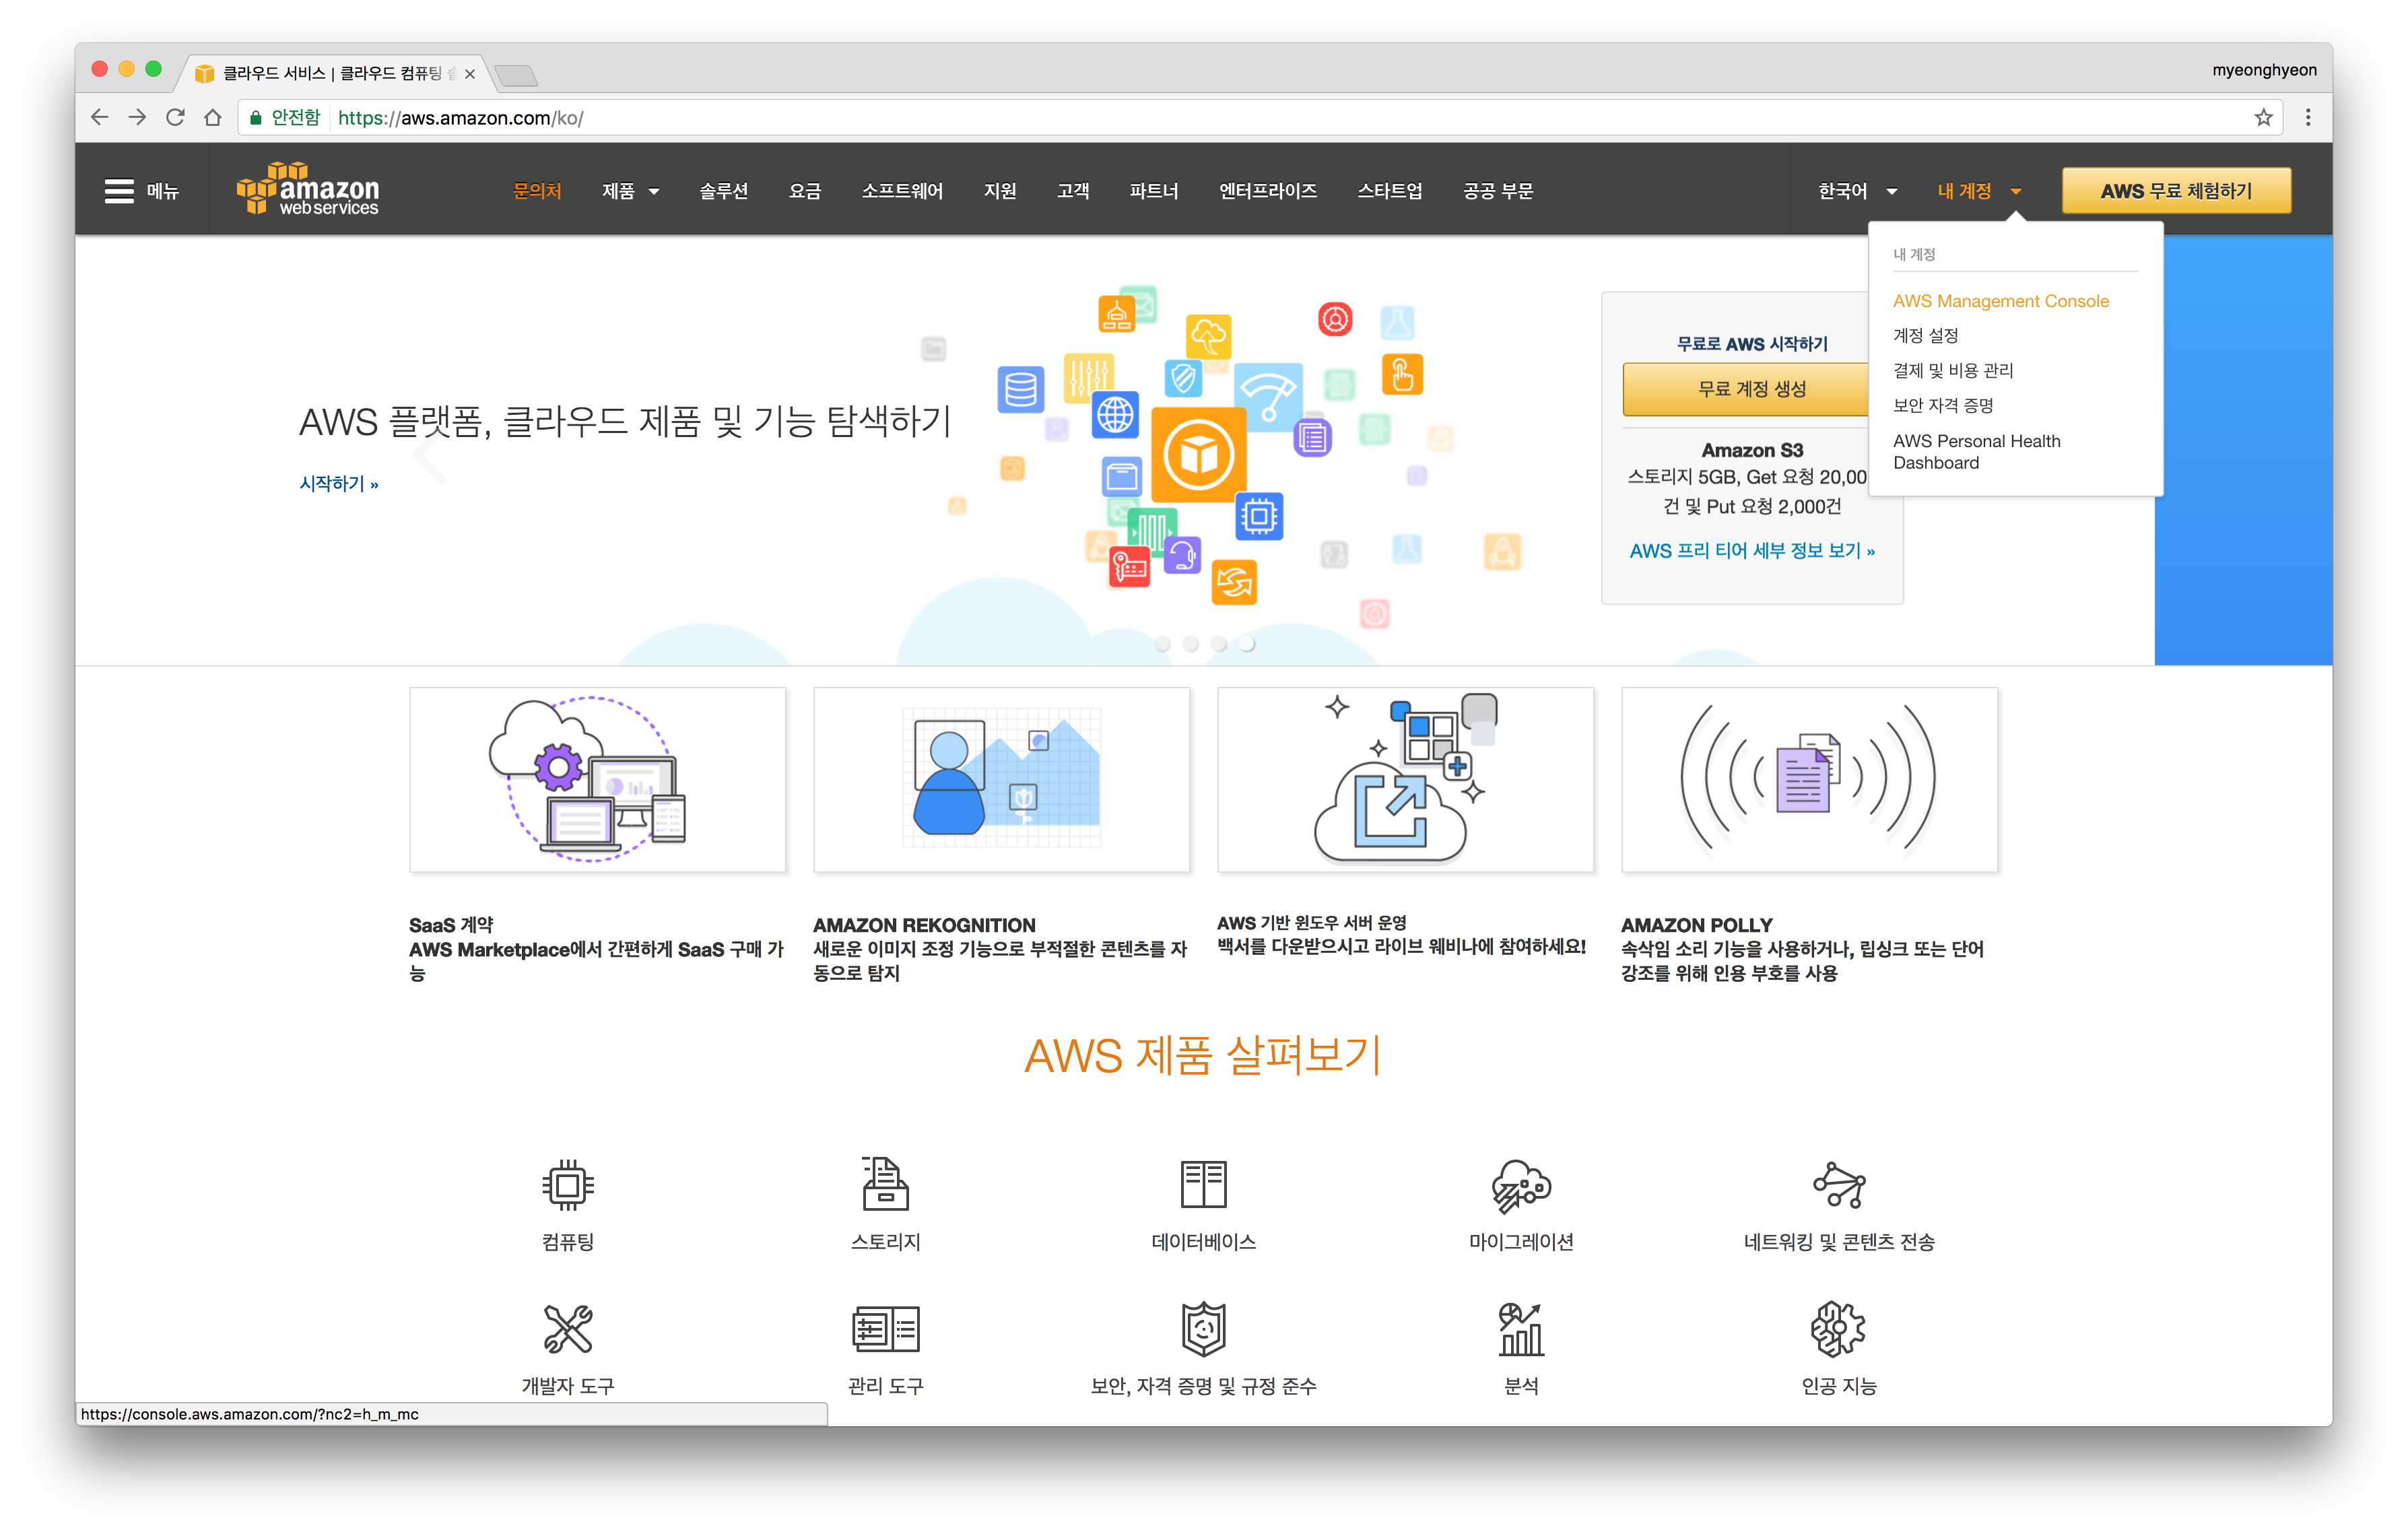 클라우드 서비스 | 클라우드 컴퓨팅
myeonghyeon
안전함 https://aws.amazon.com/ko/
메뉴
amazon
web services
문의처 제품 솔루션 요금 소프트웨어 지원 고객 파트너 엔터프라이즈 스타트업 공공 부문
한국어 내 계정 AWS 무료 체험하기
내 계정
AWS Management Console
계정 설정
결제 및 비용 관리
보안 자격 증명
AWS Personal Health
Dashboard
AWS 플랫폼, 클라우드 제품 및 기능 탐색하기
시작하기 »
무료로 AWS 시작하기
무료 계정 생성
Amazon S3
스토리지 5GB, Get 요청 20,00
건 및 Put 요청 2,000건
AWS 프리 티어 세부 정보 보기 »
SaaS 계약
AWS Marketplace에서 간편하게 SaaS 구매 가
능
AMAZON REKOGNITION
새로운 이미지 조정 기능으로 부적절한 콘텐츠를 자
동으로 탐지
AWS 기반 윈도우 서버 운영
백서를 다운받으시고 라이브 웨비나에 참여하세요!
AMAZON POLLY
속삭임 소리 기능을 사용하거나, 립싱크 또는 단어
강조를 위해 인용 부호를 사용
AWS 제품 살펴보기
컴퓨팅 스토리지 데이터베이스 마이그레이션 네트워킹 및 콘텐츠 전송
개발자 도구 관리 도구 보안, 자격 증명 및 규정 준수 분석 인공 지능
https://console.aws.amazon.com/?nc2=h_m_mc